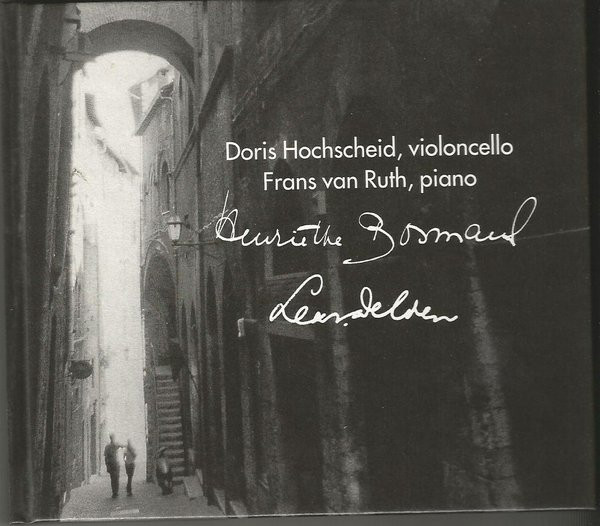 Doris Hochscheid, violoncello
Frans van Ruth, piano
Henriëtte Bosmans
Lex v. Delden